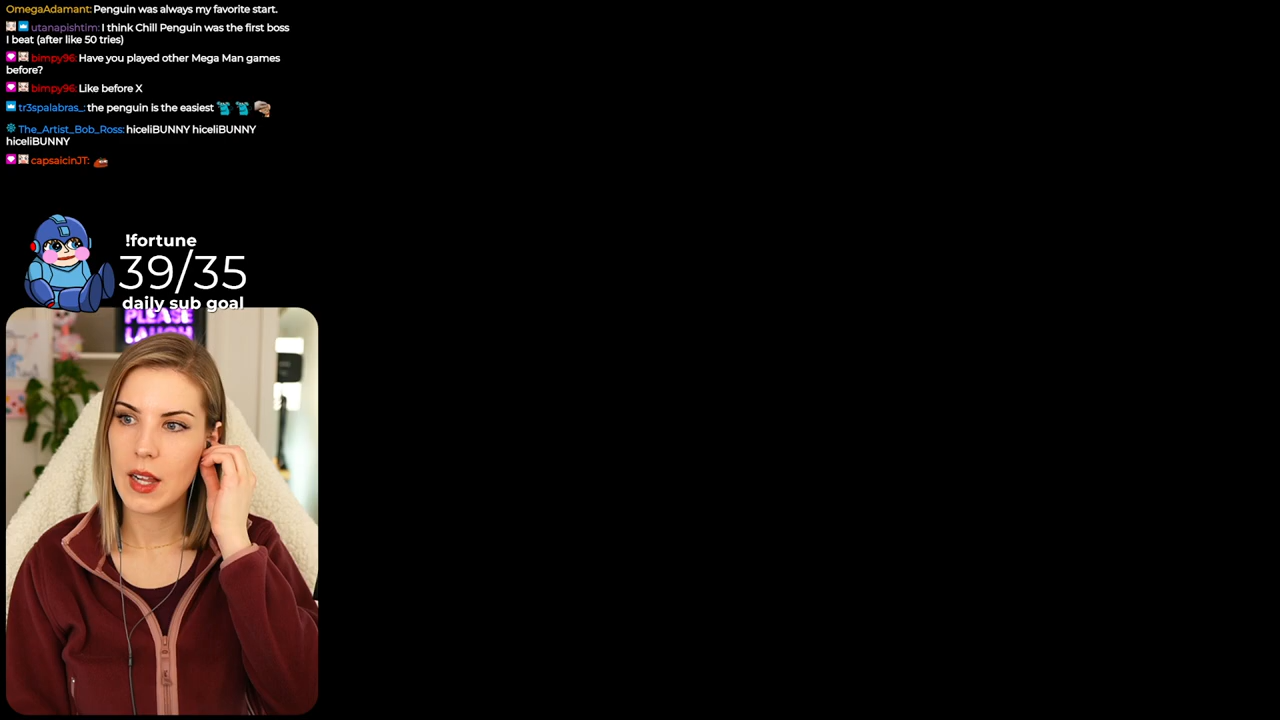 OmegaAdamant: Penguin was always my favorite start.
utanapishtim: I think Chill Penguin was the first boss
I beat (after like 50 tries)
bimpy96: Have you played other Mega Man games
before?
bimpy96: Like before X
tr3spalabras_: the penguin is the easiest
The_Artist_Bob_Ross: hiceliBUNNY hiceliBUNNY
hiceliBUNNY
capsaicinJT:
!fortune
39/35
daily sub goal
PLEASE
LAUGH